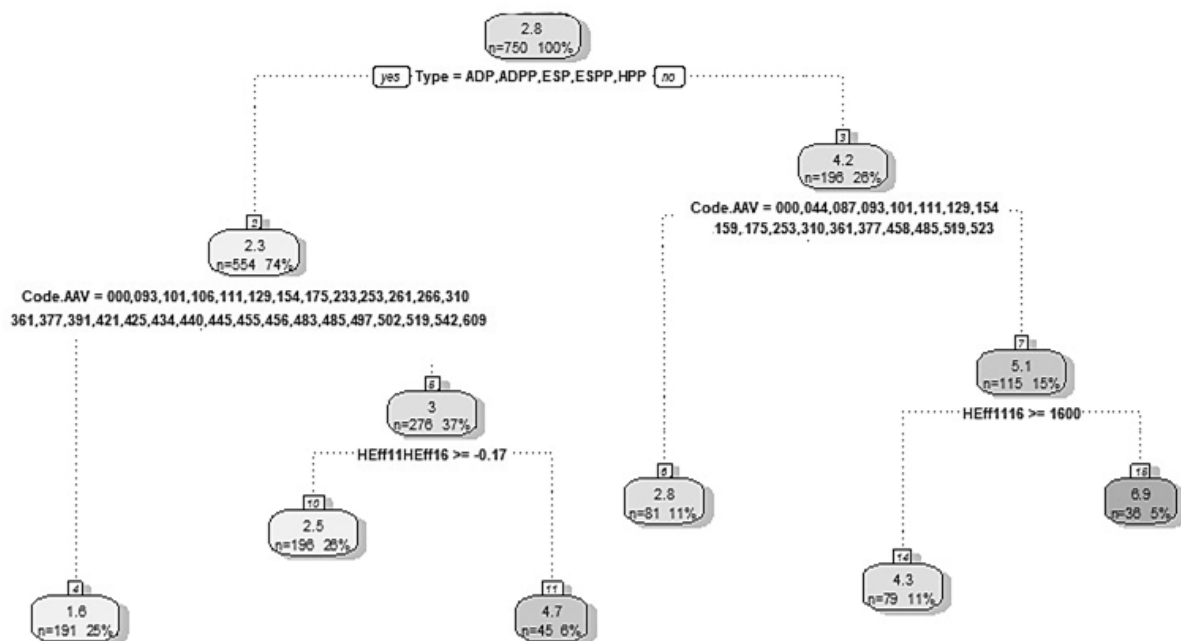 2.8
n=750 100%
yes Type = ADP,ADPP,ESP,ESPP,HPP no
3
4.2
n=196 26%
Code.AAV = 000,044,087,093,101,111,129,154
159,175,253,310,361,377,458,485,519,523
2
2.3
n=554 74%
Code.AAV = 000,093,101,106,111,129,154,175,233,253,261,266,310
361,377,391,421,425,434,440,445,455,456,483,485,497,502,519,542,609
7
5.1
n=115 15%
HEff1116 >= 1600
5
3
n=276 37%
HEff11HEff16 >= -0.17
6
2.8
n=81 11%
15
6.9
n=36 5%
10
2.5
n=196 26%
14
4.3
n=79 11%
4
1.6
n=191 25%
11
4.7
n=45 6%